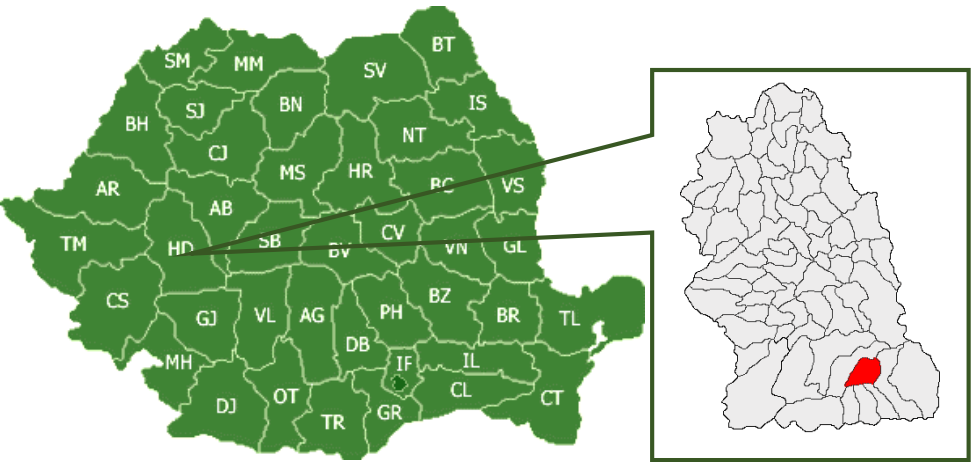 BT
SM
MM
SV
SJ
BN
IS
BH
NT
CJ
MS
HR
BC
VS
AR
AB
TM
HD
SB
BV
CV
VN
GL
CS
GJ
VL
AG
PH
BZ
BR
TL
MH
DB
IF
IL
DJ
OT
TR
GR
CL
CT